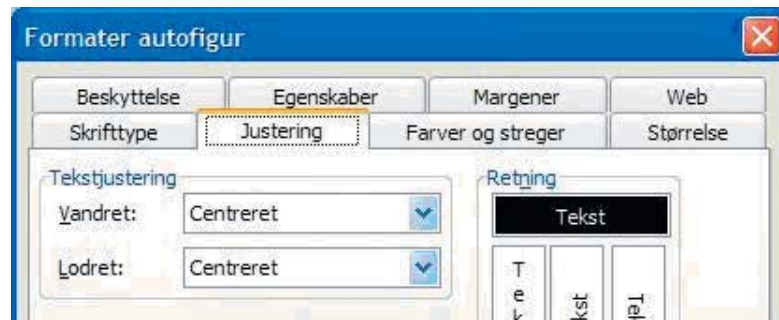 Formater autofigur
Beskyttelse Egenskaber Margener Web
Skrifttype Justering Farver og streger Størrelse
Tekstjustering Retning
Vandret: Centreret Tekst
Lodret: Centreret